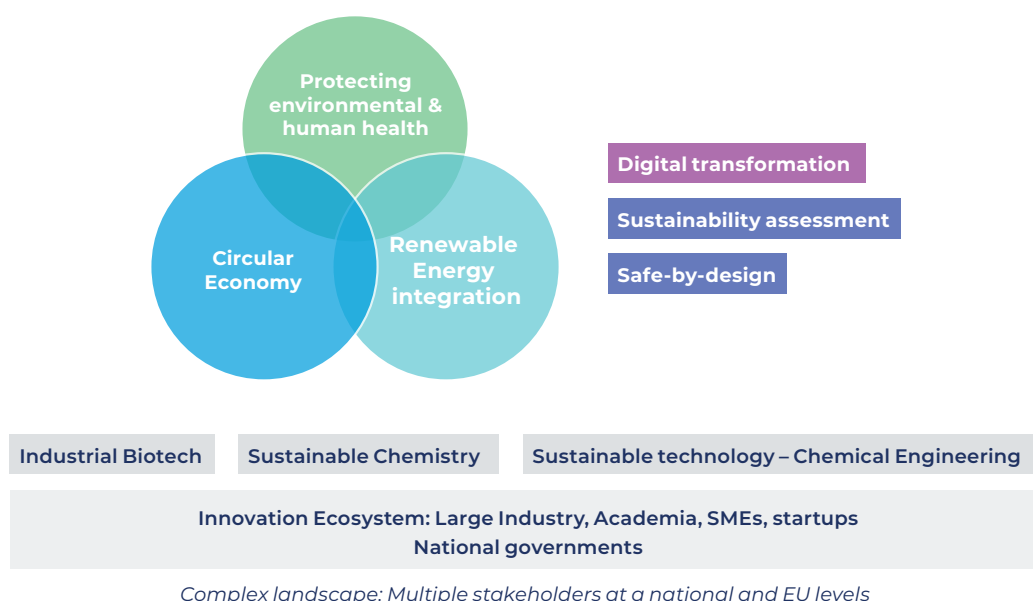 Protecting
environmental &
human health
Circular
Economy
Renewable
Energy
integration
Digital transformation
Sustainability assessment
Safe-by-design
Industrial Biotech
Sustainable Chemistry
Sustainable technology – Chemical Engineering
Innovation Ecosystem: Large Industry, Academia, SMEs, startups
National governments
Complex landscape: Multiple stakeholders at a national and EU levels